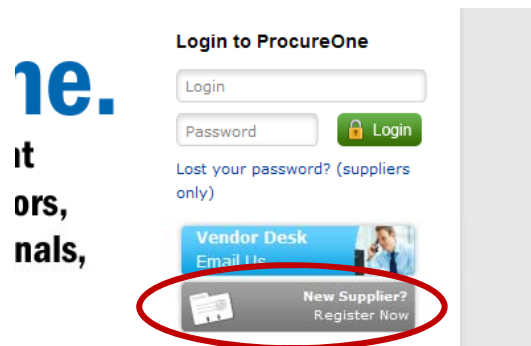 Login to ProcureOne
ne.
Login
Password
Login
Lost your password? (suppliers
only)
nt
ors,
nals,
Vendor Desk
Email Us
New Supplier?
Register Now